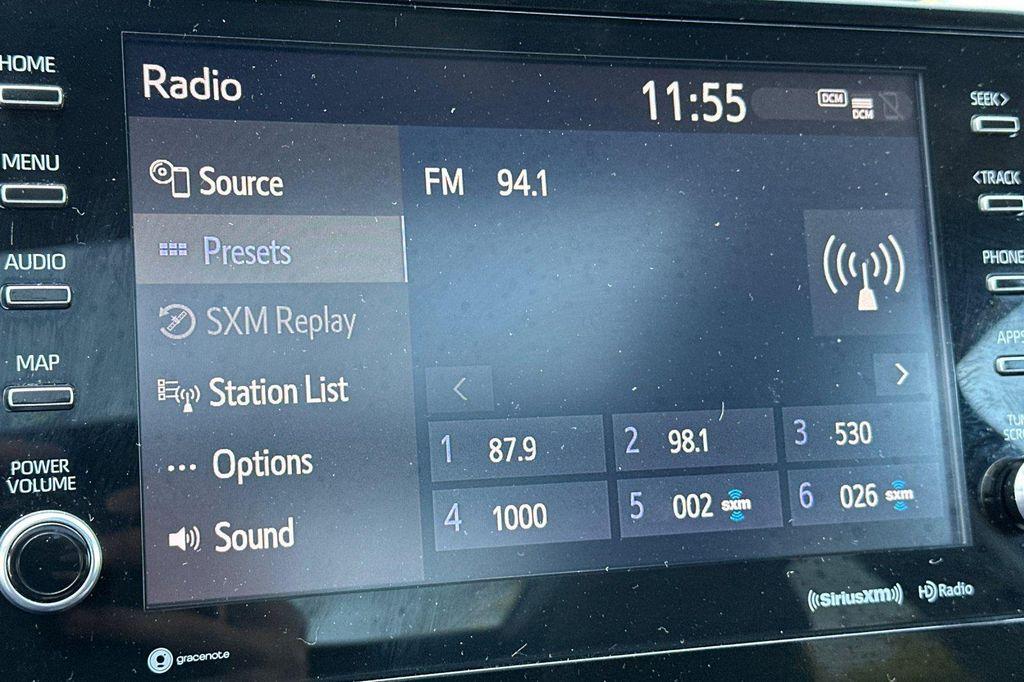 HOME
MENU
AUDIO
MAP
POWER
VOLUME
Radio
11:55
DCM
DCM
Source
Presets
SXM Replay
Station List
Options
Sound
FM 94.1
<
>
1 87.9
2 98.1
3 530
4 1000
5 002 sxm
6 026 sxm
SEEK>
<TRACK
PHONE
APPS
TUN
SCRO
gracenote
((SiriusXM))
HD Radio